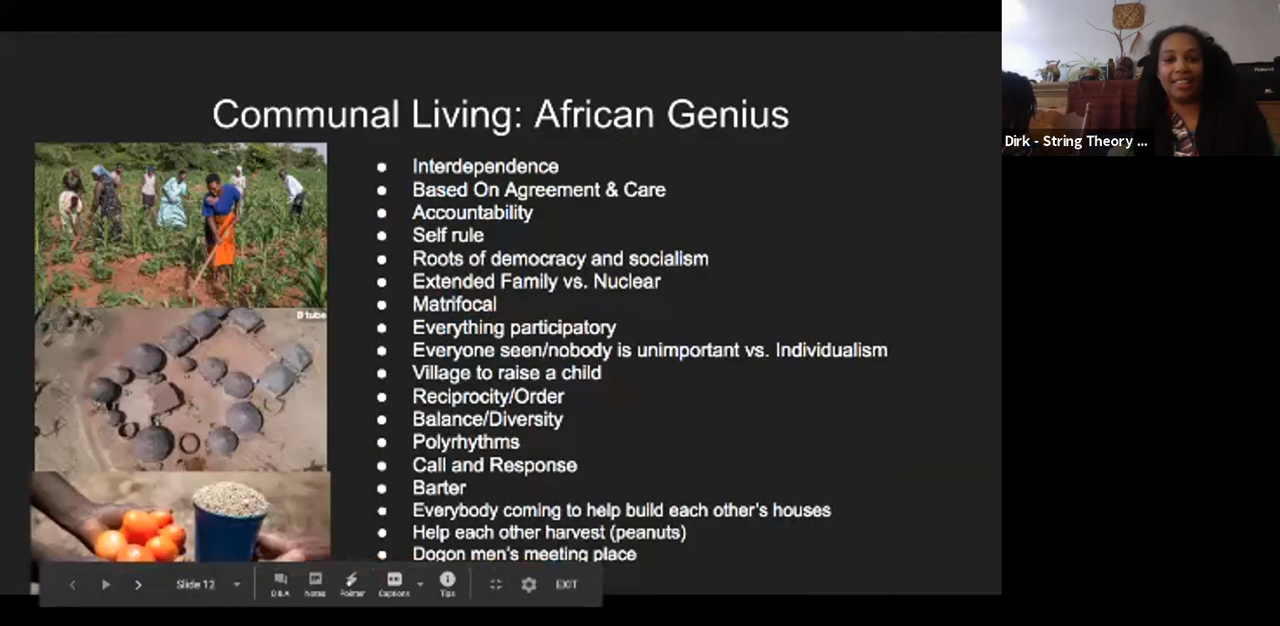 Communal Living: African Genius
Interdependence
Based On Agreement & Care
Accountability
Self rule
Roots of democracy and socialism
Extended Family vs. Nuclear
Matrifocal
Everything participatory
Everyone seen/nobody is unimportant vs. Individualism
Village to raise a child
Reciprocity/Order
Balance/Diversity
Polyrhythms
Call and Response
Barter
Everybody coming to help build each other's houses
Help each other harvest (peanuts)
Dogon men's meeting place
tube
Slide 12
Q&A
Notes
Pointer
Captions
Tips
EXIT
Dirk - String Theory ...
Roland